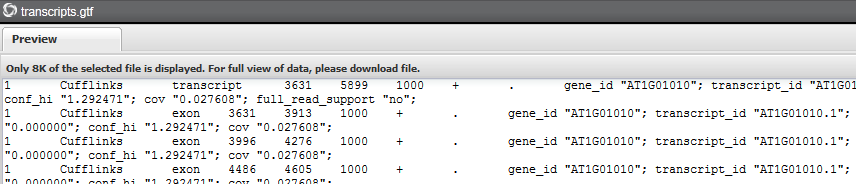 transcripts.gtf
Preview
Only 8K of the selected file is displayed. For full view of data, please download file.
1 Cufflinks transcript 3631 5899 1000 + . gene_id "AT1G01010"; transcript_id "AT1G01
conf_hi "1.292471"; cov "0.027608"; full_read_support "no";
1 Cufflinks exon 3631 3913 1000 + . gene_id "AT1G01010"; transcript_id "AT1G01010.1";
"0.000000"; conf_hi "1.292471"; cov "0.027608";
1 Cufflinks exon 3996 4276 1000 + . gene_id "AT1G01010"; transcript_id "AT1G01010.1";
"0.000000"; conf_hi "1.292471"; cov "0.027608";
1 Cufflinks exon 4486 4605 1000 + . gene_id "AT1G01010"; transcript_id "AT1G01010.1";
"0.000000"; conf_hi "1.292471"; cov "0.027608";